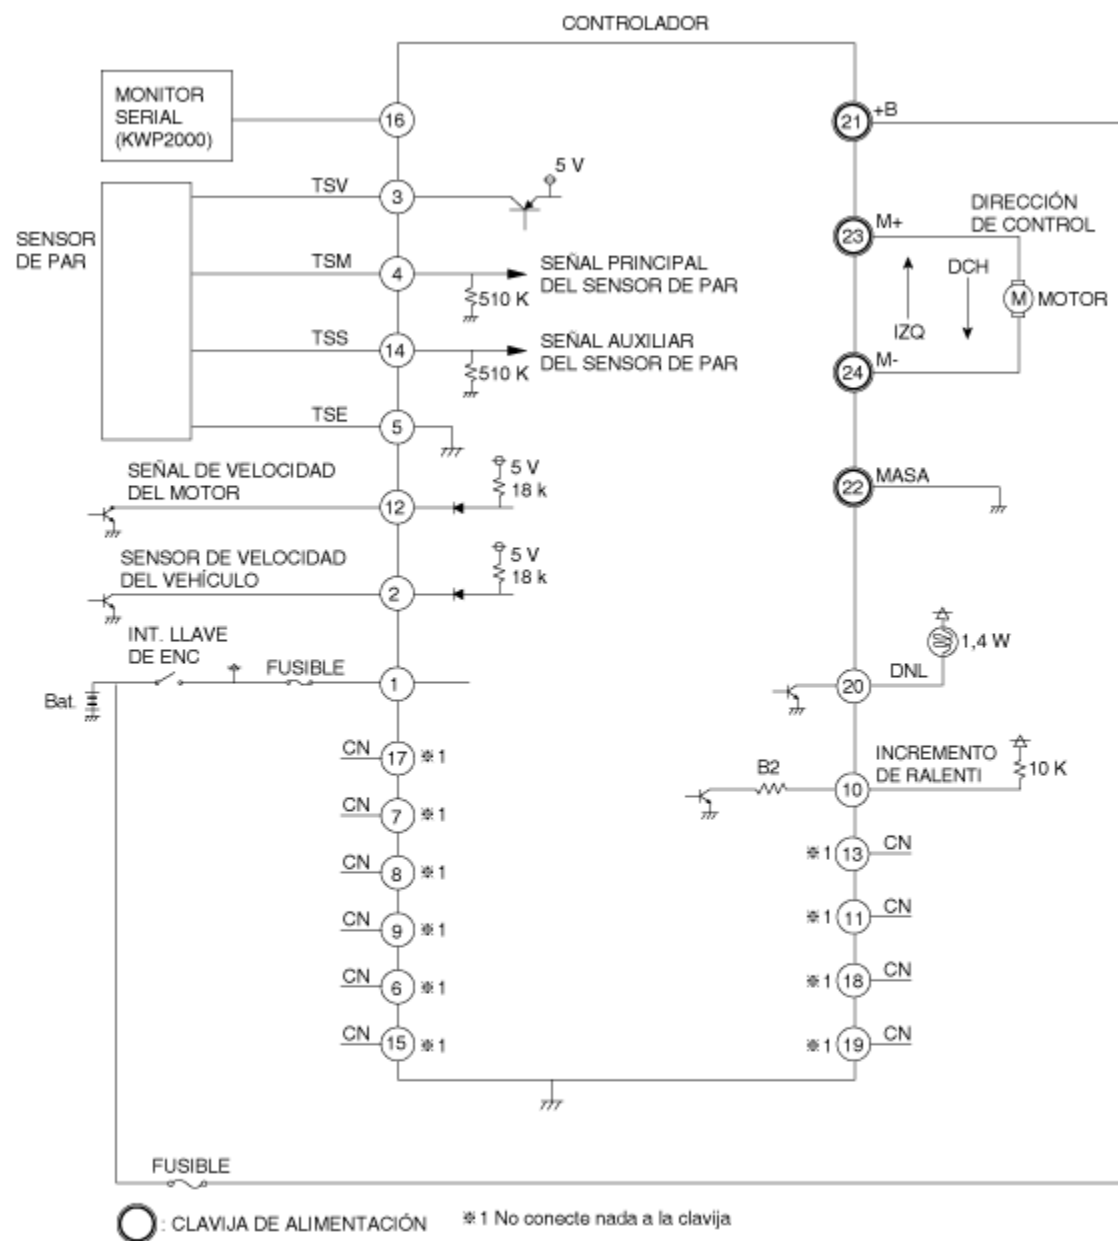 CONTROLADOR
MONITOR
SERIAL
(KWP2000)
16
21
+B
SENSOR
DE PAR
TSV
3
5 V
TSM
4
510 K
SEÑAL PRINCIPAL
DEL SENSOR DE PAR
TSS
14
510 K
SEÑAL AUXILIAR
DEL SENSOR DE PAR
TSE
5
23
M+
DIRECCIÓN
DE CONTROL
IZQ
DCH
M
MOTOR
24
M-
SEÑAL DE VELOCIDAD
DEL MOTOR
12
5 V
18 k
22
MASA
SENSOR DE VELOCIDAD
DEL VEHÍCULO
2
5 V
18 k
INT. LLAVE
DE ENC
FUSIBLE
Bat.
1
20
DNL
1,4 W
CN 17 ※1
B2
10
INCREMENTO
DE RALENTI
10 K
CN 7 ※1
CN 8 ※1
CN 9 ※1
CN 6 ※1
CN 15 ※1
※1 13 CN
※1 11 CN
※1 18 CN
※1 19 CN
FUSIBLE
: CLAVIJA DE ALIMENTACIÓN
※1 No conecte nada a la clavija